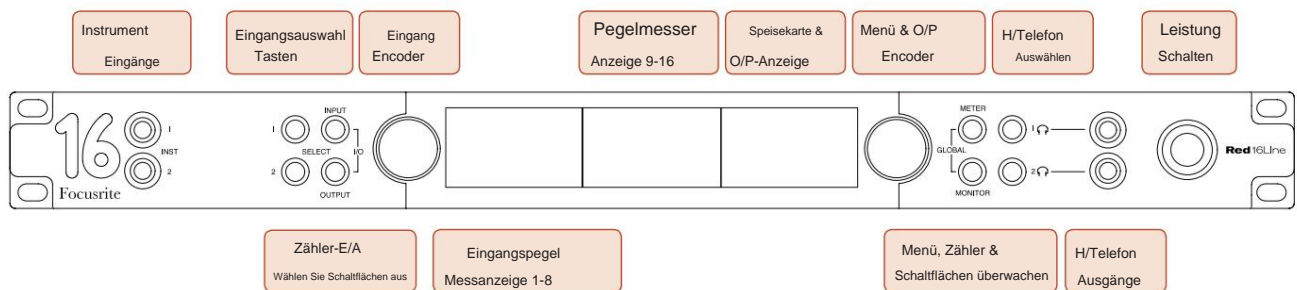 Instrument
Eingänge
Eingangsauswahl
Tasten
Eingang
Encoder
Pegelmesser
Anzeige 9-16
Speisekarte &
O/P-Anzeige
Menü & O/P
Encoder
H/Telefon
Auswählen
Leistung
Schalten
16
Focusrite
1
INST
2
1
INPUT
SELECT
I/O
2
OUTPUT
METER
1
GLOBAL
2
MONITOR
Red16Line
Zähler-E/A
Wählen Sie Schaltflächen aus
Eingangspegel
Messanzeige 1-8
Menü, Zähler &
Schaltflächen überwachen
H/Telefon
Ausgänge